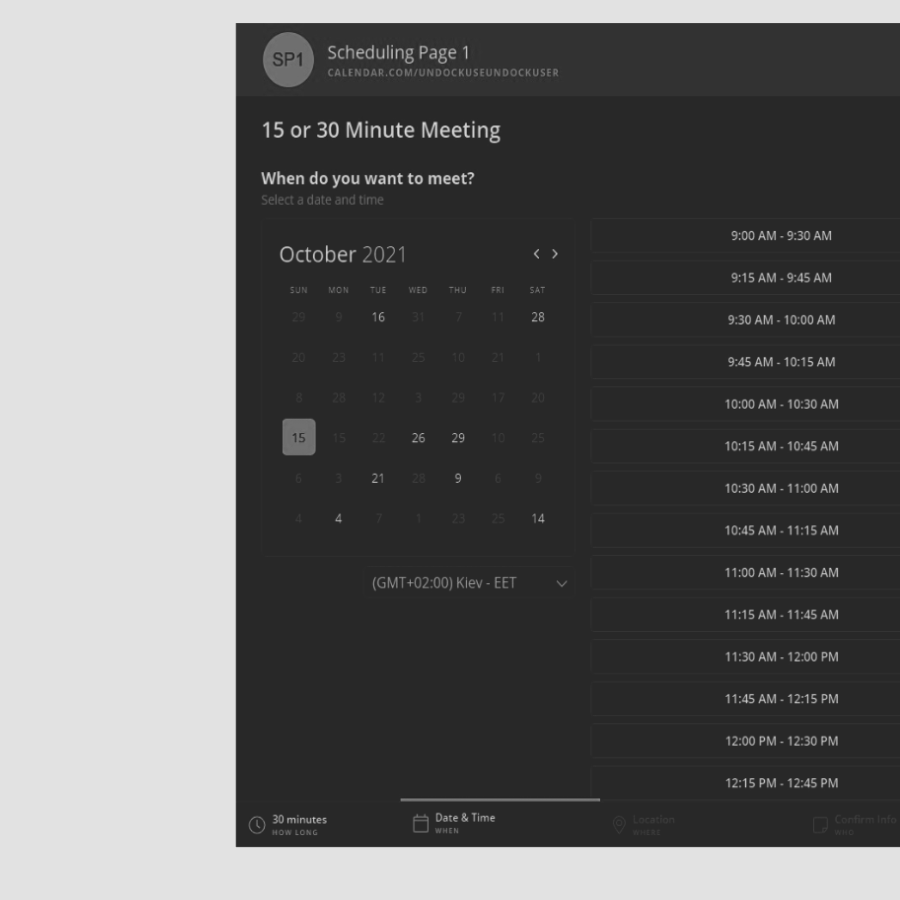 SP1
Scheduling Page 1
CALENDAR.COM/UNDOCKUSEUNDOCKUSER
15 or 30 Minute Meeting
When do you want to meet?
Select a date and time
October 2021
SUN MON TUE WED THU FRI SAT
29 9 16 31 7 11 28
20 23 11 25 10 21 1
8 28 12 3 29 17 20
15 15 22 26 29 10 25
6 3 21 28 9 6 9
4 4 7 1 23 25 14
(GMT+02:00) Kiev - EET
9:00 AM - 9:30 AM
9:15 AM - 9:45 AM
9:30 AM - 10:00 AM
9:45 AM - 10:15 AM
10:00 AM - 10:30 AM
10:15 AM - 10:45 AM
10:30 AM - 11:00 AM
10:45 AM - 11:15 AM
11:00 AM - 11:30 AM
11:15 AM - 11:45 AM
11:30 AM - 12:00 PM
11:45 AM - 12:15 PM
12:00 PM - 12:30 PM
12:15 PM - 12:45 PM
30 minutes
HOW LONG
Date & Time
WHEN
Location
WHERE
Confirm Info
WHO